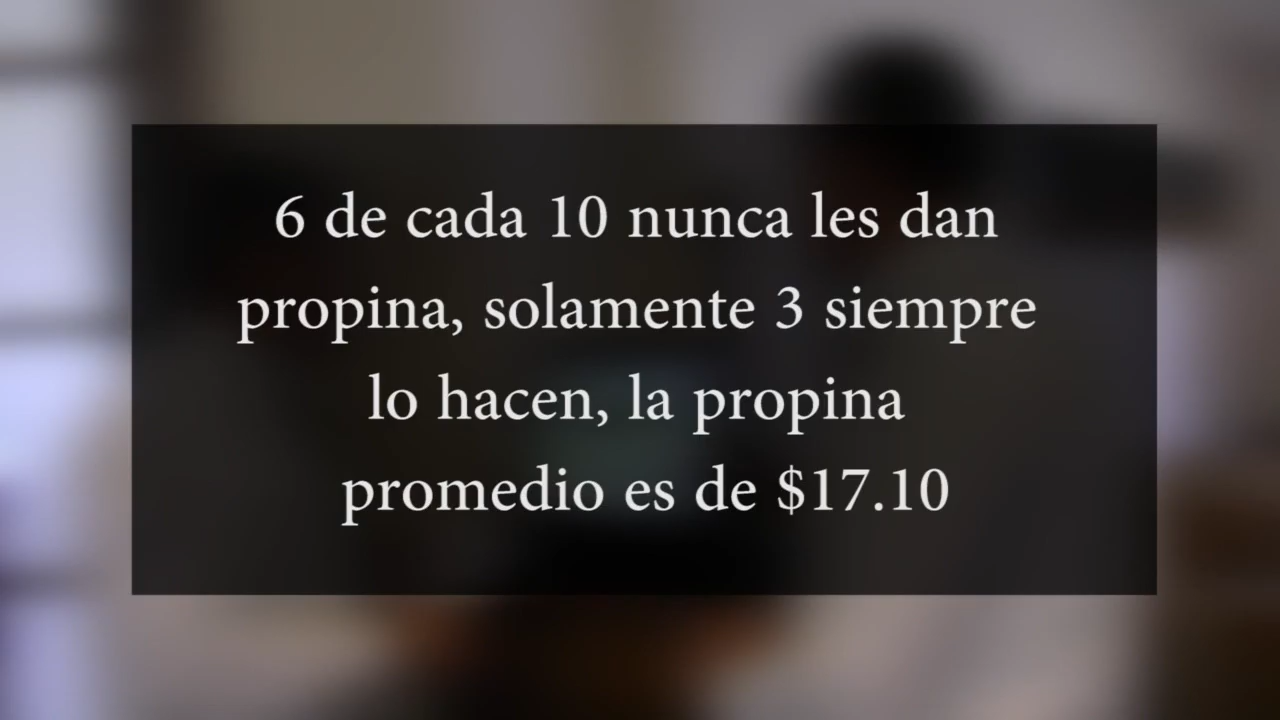 6 de cada 10 nunca les dan
propina, solamente 3 siempre
lo hacen, la propina
promedio es de $17.10